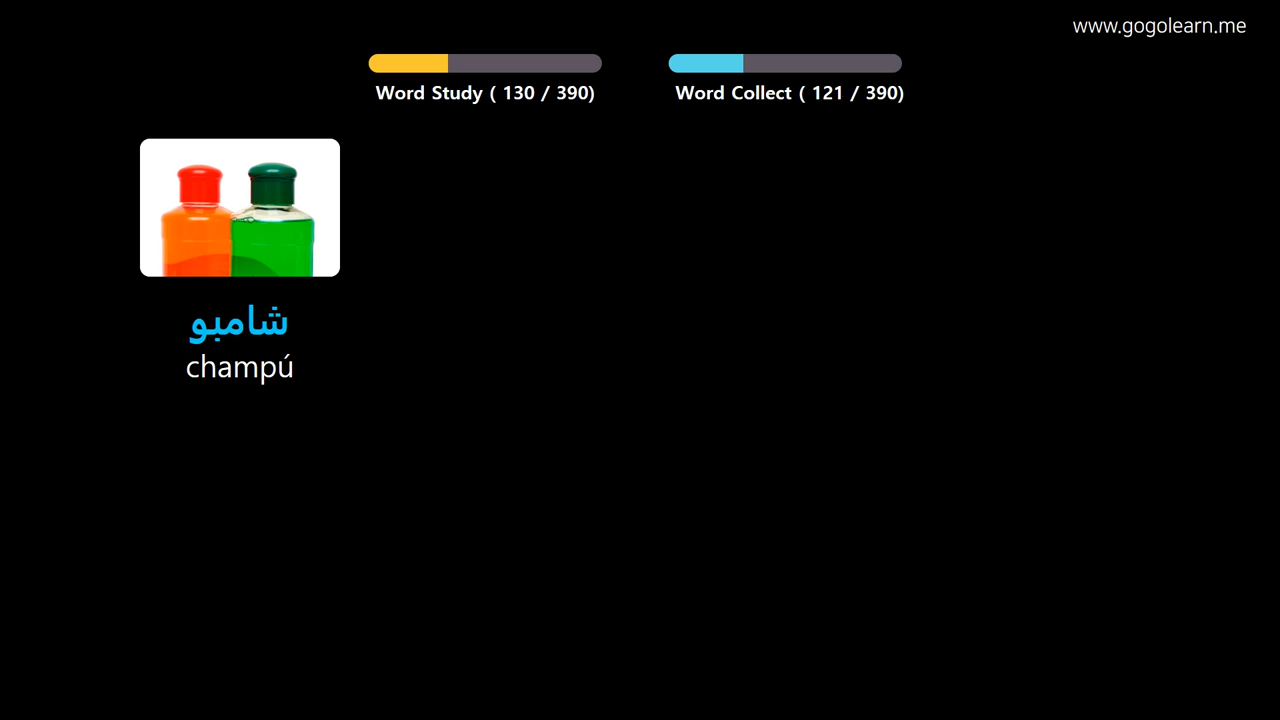 www.gogolearn.me
Word Study ( 130 / 390)
Word Collect ( 121 / 390)
شامبو
champú